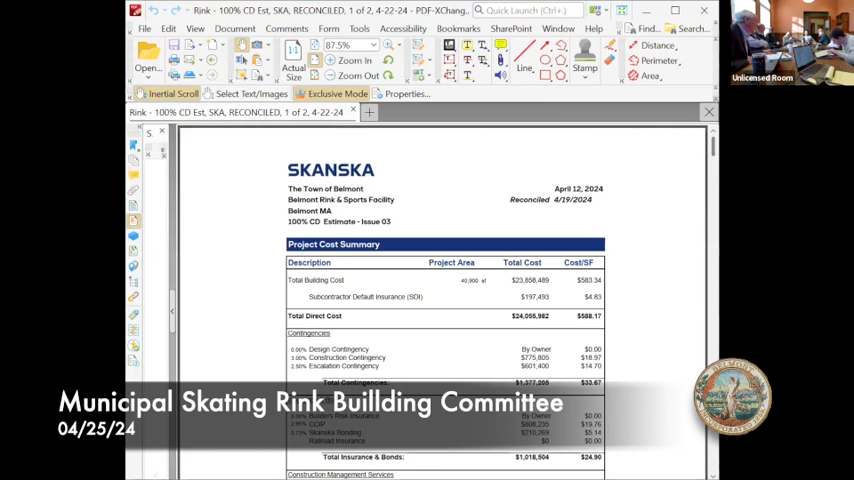 Rink - 100% CD Est, SKA, RECONCILED, 1 of 2, 4-22-24 - PDF-XChang...
Quick Launch (Ctrl+.)
File Edit View Document Comments Form Tools Organize Bookmarks SharePoint Window Help
Find... Search...
87.5%
Open...
Actual Size
Zoom In
Zoom Out
Line...
Stamp
Distance...
Perimeter...
Area...
Inertial Scroll Select Text/Images Exclusive Mode Properties...
Rink - 100% CD Est, SKA, RECONCILED, 1 of 2, 4-22-24
S.
SKANSKA
The Town of Belmont April 12, 2024
Belmont Rink & Sports Facility Reconciled 4/19/2024
Belmont MA
100% CD Estimate - Issue 03
Project Cost Summary
Description Project Area Total Cost Cost/SF
Total Building Cost 40,900 sf $23,858,489 $583.34
Subcontractor Default Insurance (SDI) $197,493 $4.83
Total Direct Cost $24,055,982 $588.17
Contingencies
0.00% Design Contingency By Owner $0.00
3.00% Construction Contingency $775,805 $18.97
2.50% Escalation Contingency $601,400 $14.70
Total Contingencies: $1,377,205 $33.67
Builders Risk Insurance By Owner $0.00
CCIP $808,235 $19.76
Skanska Bonding $210,269 $5.14
Railroad Insurance $0 $0.00
Total Insurance & Bonds: $1,018,504 $24.90
Construction Management Services
Municipal Skating Rink Buillding Committee
04/25/24
Unlicensed Room
BELMONT